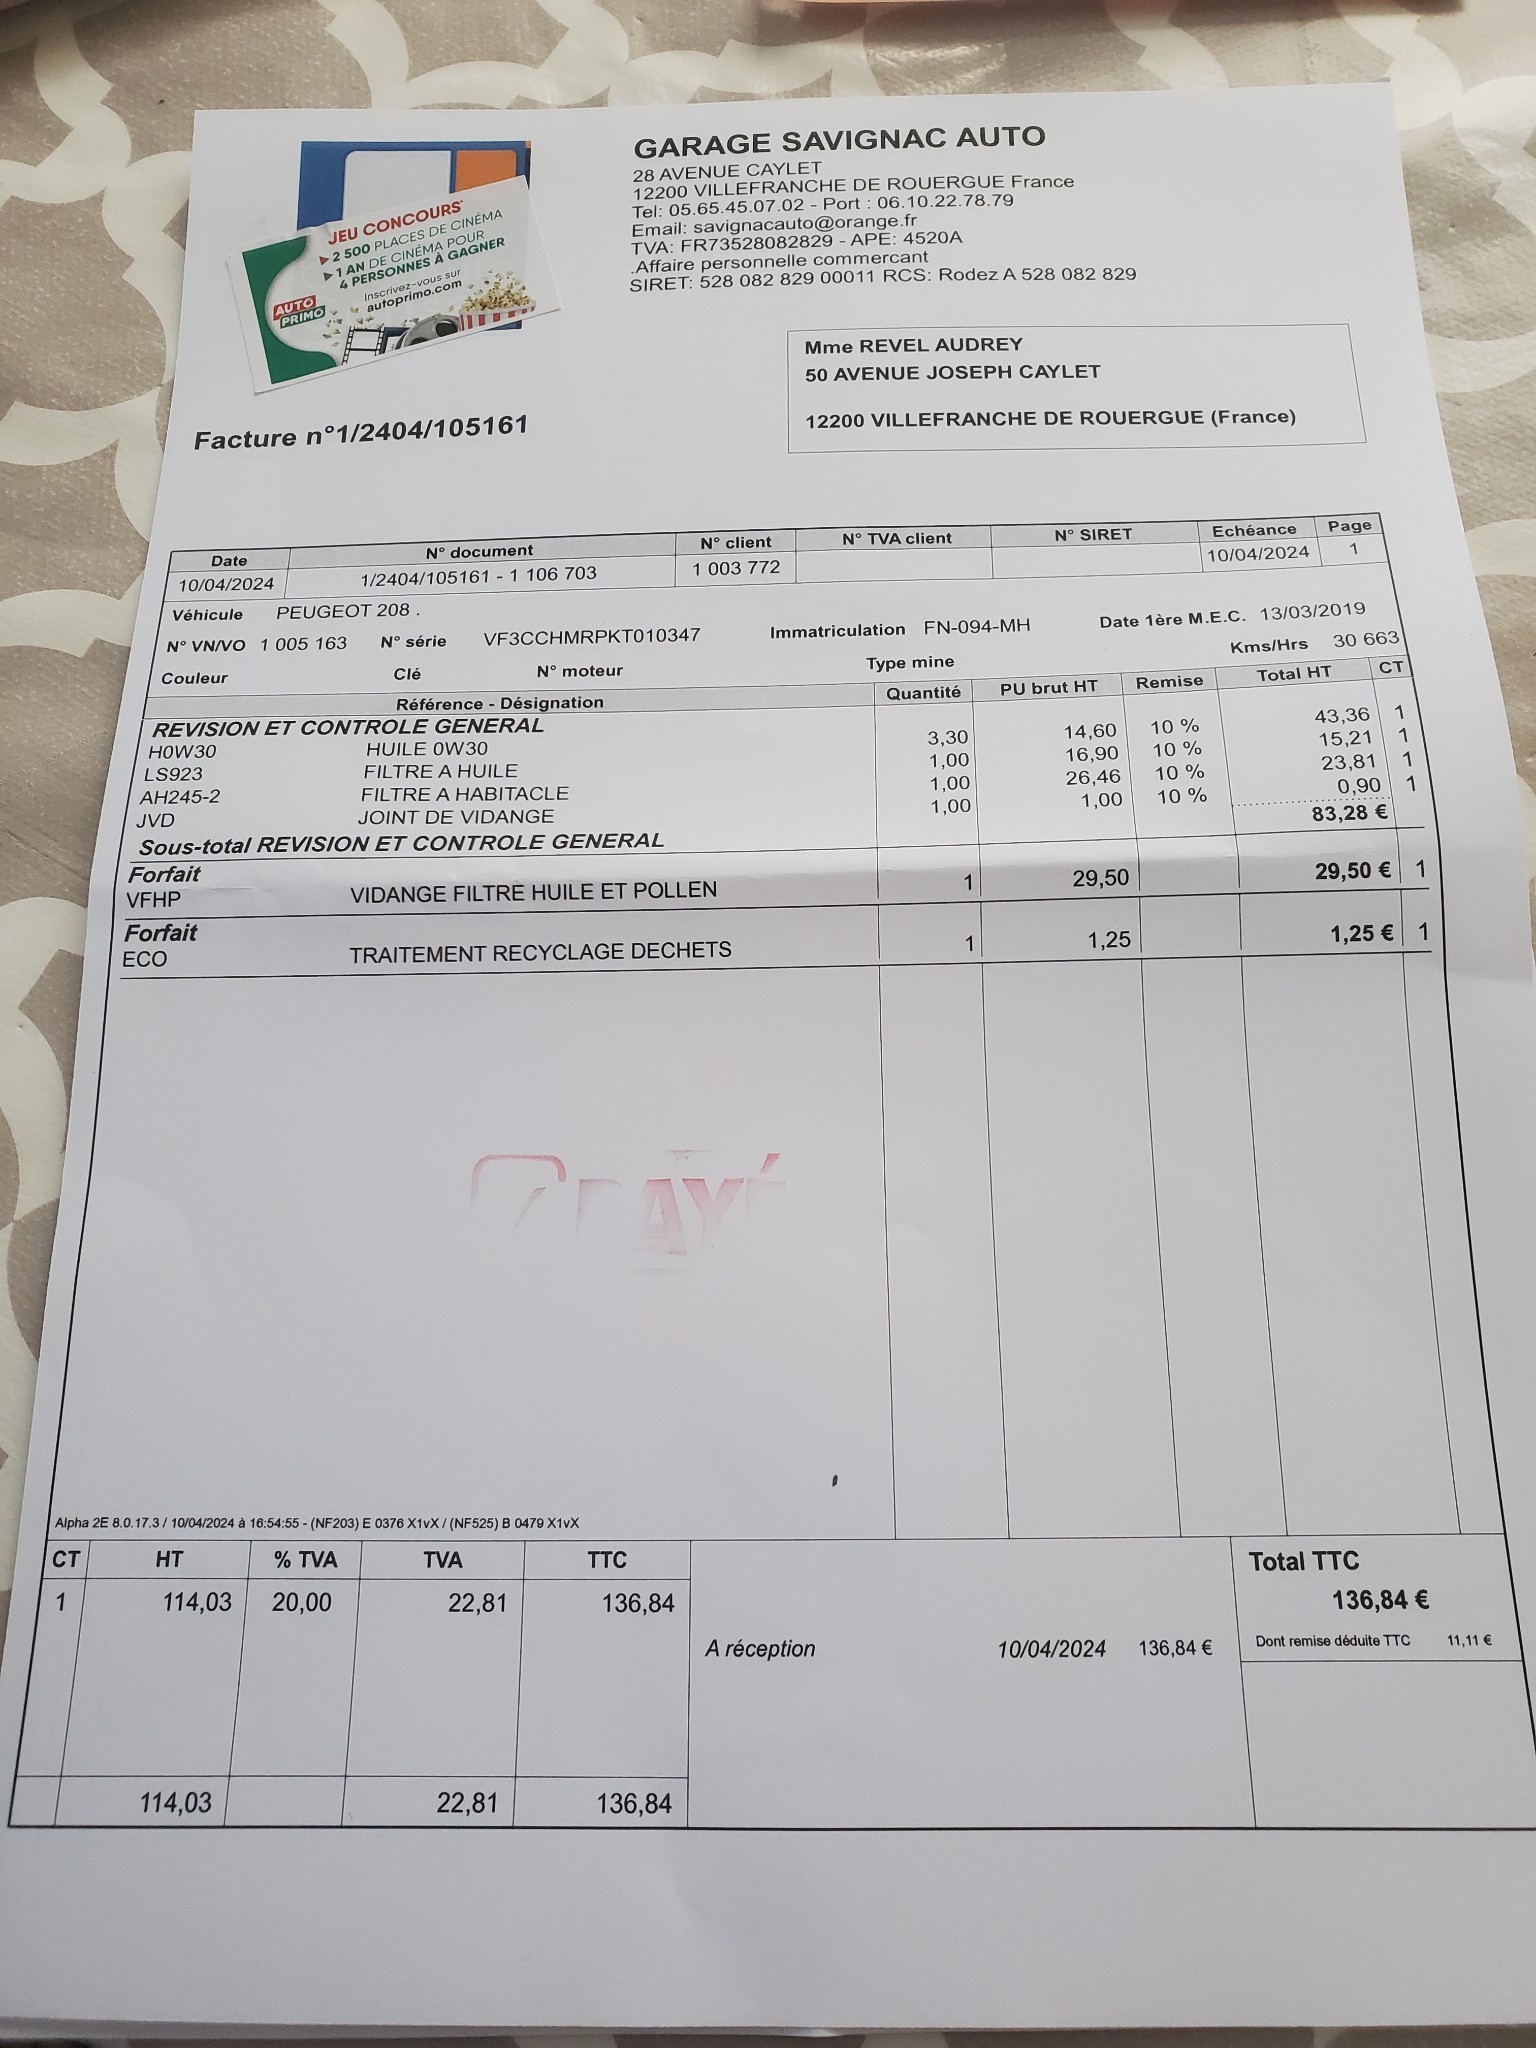 GARAGE SAVIGNAC AUTO
28 AVENUE CAYLET
12200 VILLEFRANCHE DE ROUERGUE France
Tel: 05.65.45.07.02 - Port : 06.10.22.78.79
Email: savignacauto@orange.fr
TVA: FR73528082829 - APE: 4520A
.Affaire personnelle commercant
SIRET: 528 082 829 00011 RCS: Rodez A 528 082 829
JEU CONCOURS*
2 500 PLACES DE CINÉMA
1 AN DE CINÉMA POUR
4 PERSONNES À GAGNER
Inscrivez-vous sur
autoprimo.com
AUTO
PRIMO
Mme REVEL AUDREY
50 AVENUE JOSEPH CAYLET
12200 VILLEFRANCHE DE ROUERGUE (France)
Facture n°1/2404/105161
Date N° document N° client N° TVA client N° SIRET Echéance Page
10/04/2024 1/2404/105161 - 1 106 703 1 003 772 10/04/2024 1
Véhicule PEUGEOT 208 .
N° VN/VO 1 005 163 N° série VF3CCHMRPKT010347 Immatriculation FN-094-MH Date 1ère M.E.C. 13/03/2019
Couleur Clé N° moteur Type mine Kms/Hrs 30 663
Référence - Désignation Quantité PU brut HT Remise Total HT CT
REVISION ET CONTROLE GENERAL
H0W30 HUILE 0W30 3,30 14,60 10 % 43,36 1
LS923 FILTRE A HUILE 1,00 16,90 10 % 15,21 1
AH245-2 FILTRE A HABITACLE 1,00 26,46 10 % 23,81 1
JVD JOINT DE VIDANGE 1,00 1,00 10 % 0,90 1
Sous-total REVISION ET CONTROLE GENERAL 83,28 €
Forfait
VFHP VIDANGE FILTRE HUILE ET POLLEN 1 29,50 29,50 € 1
Forfait
ECO TRAITEMENT RECYCLAGE DECHETS 1 1,25 1,25 € 1
PAYÉ
Alpha 2E 8.0.17.3 / 10/04/2024 à 16:54:55 - (NF203) E 0376 X1vX / (NF525) B 0479 X1vX
CT HT % TVA TVA TTC
1 114,03 20,00 22,81 136,84
114,03 22,81 136,84
A réception 10/04/2024 136,84 €
Total TTC
136,84 €
Dont remise déduite TTC 11,11 €